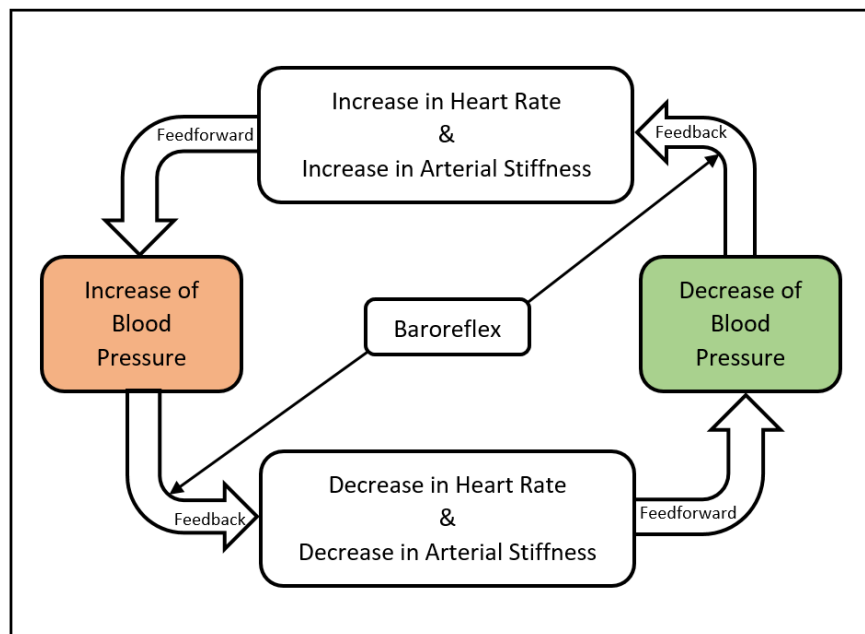 Increase in Heart Rate
&
Increase in Arterial Stiffness
Feedforward
Feedback
Increase of
Blood
Pressure
Baroreflex
Decrease of
Blood
Pressure
Feedback
Decrease in Heart Rate
&
Decrease in Arterial Stiffness
Feedforward